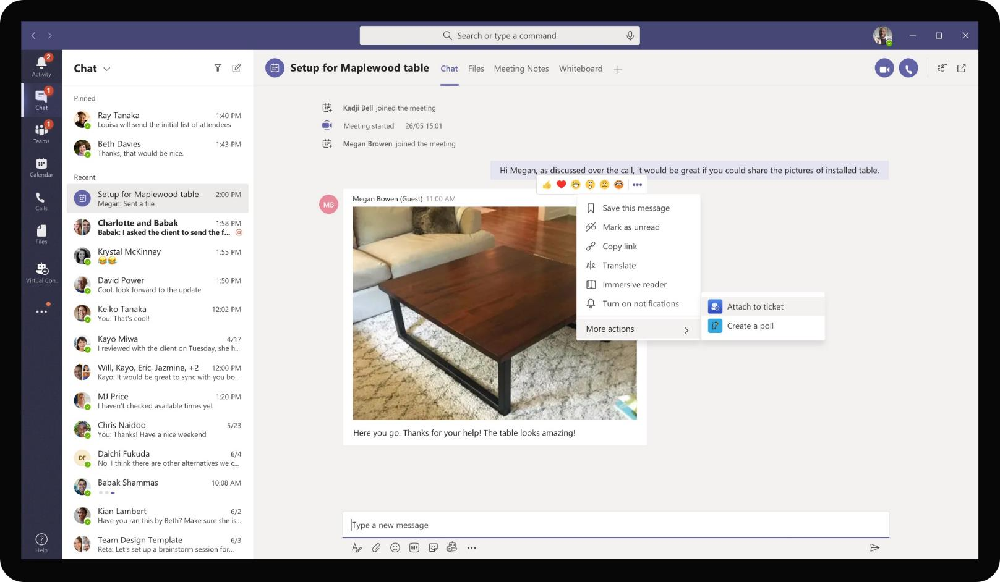 Search or type a command
2
Activity
1
Chat
1
Teams
Calendar
Calls
Files
Virtual Con..
Help
Chat
Pinned
Ray Tanaka 1:40 PM
Louisa will send the initial list of attendees
Beth Davies 1:43 PM
Thanks, that would be nice.
Recent
Setup for Maplewood table 2:00 PM
Megan: Sent a file
Charlotte and Babak 1:58 PM
Babak: I asked the client to send the f... @
Krystal McKinney 1:55 PM
😂😂
David Power 1:50 PM
Cool, look forward to the update
Keiko Tanaka 12:02 PM
You: That's cool!
Kayo Miwa 4/17
I reviewed with the client on Tuesday, she h...
Will, Kayo, Eric, Jazmine, +2 12:00 PM
Kayo: It would be great to sync with you bo...
MJ Price 1:20 PM
I haven't checked available times yet
Chris Naidoo 5/23
You: Thanks! Have a nice weekend
DF
Daichi Fukuda 6/4
No, I think there are other alternatives we c...
Babak Shammas 10:08 AM
Kian Lambert 6/2
Have you ran this by Beth? Make sure she is...
Team Design Template 6/3
Reta: Let's set up a brainstorm session for...
Setup for Maplewood table Chat Files Meeting Notes Whiteboard
Kadji Bell joined the meeting
Meeting started 26/05 15:01
Megan Browen joined the meeting
Hi Megan, as discussed over the call, it would be great if you could share the pictures of installed table.
MB
Megan Bowen (Guest) 11:00 AM
Save this message
Mark as unread
Copy link
Translate
Immersive reader
Turn on notifications
More actions
Attach to ticket
Create a poll
Here you go. Thanks for your help! The table looks amazing!
Type a new message
GIF